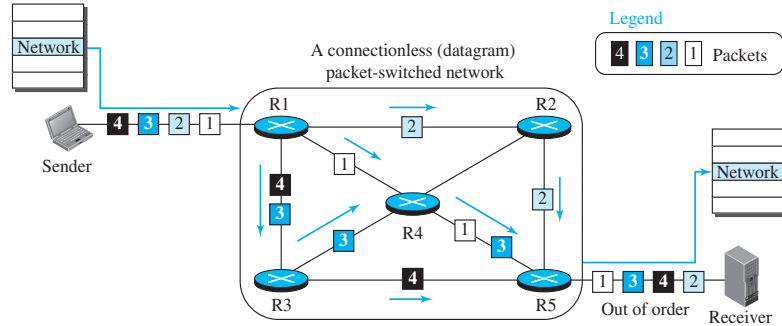 Legend
4 3 2 1 Packets
Network
A connectionless (datagram)
packet-switched network
R1
R2
4 3 2 1
2
Sender
1
4
3
2
Network
R4
3
1
3
4
R3
R5
1 3 4 2
Out of order
Receiver